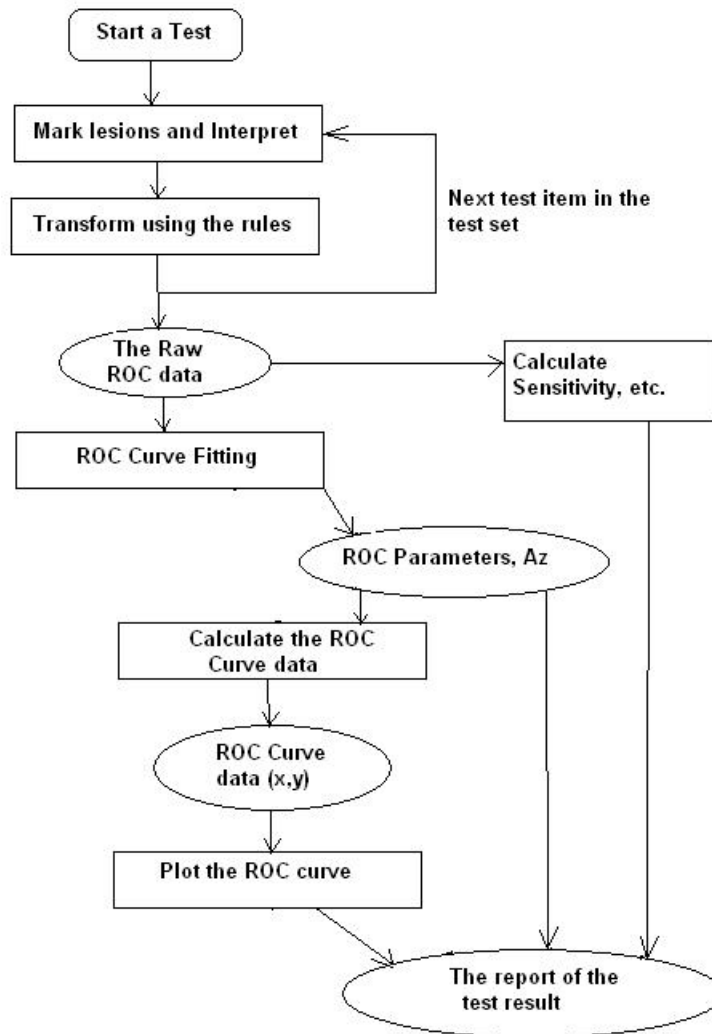 Start a Test
Mark lesions and Interpret
Next test item in the
test set
Transform using the rules
The Raw
ROC data
Calculate
Sensitivity, etc.
ROC Curve Fitting
ROC Parameters, Az
Calculate the ROC
Curve data
ROC Curve
data (x,y)
Plot the ROC curve
The report of the
test result